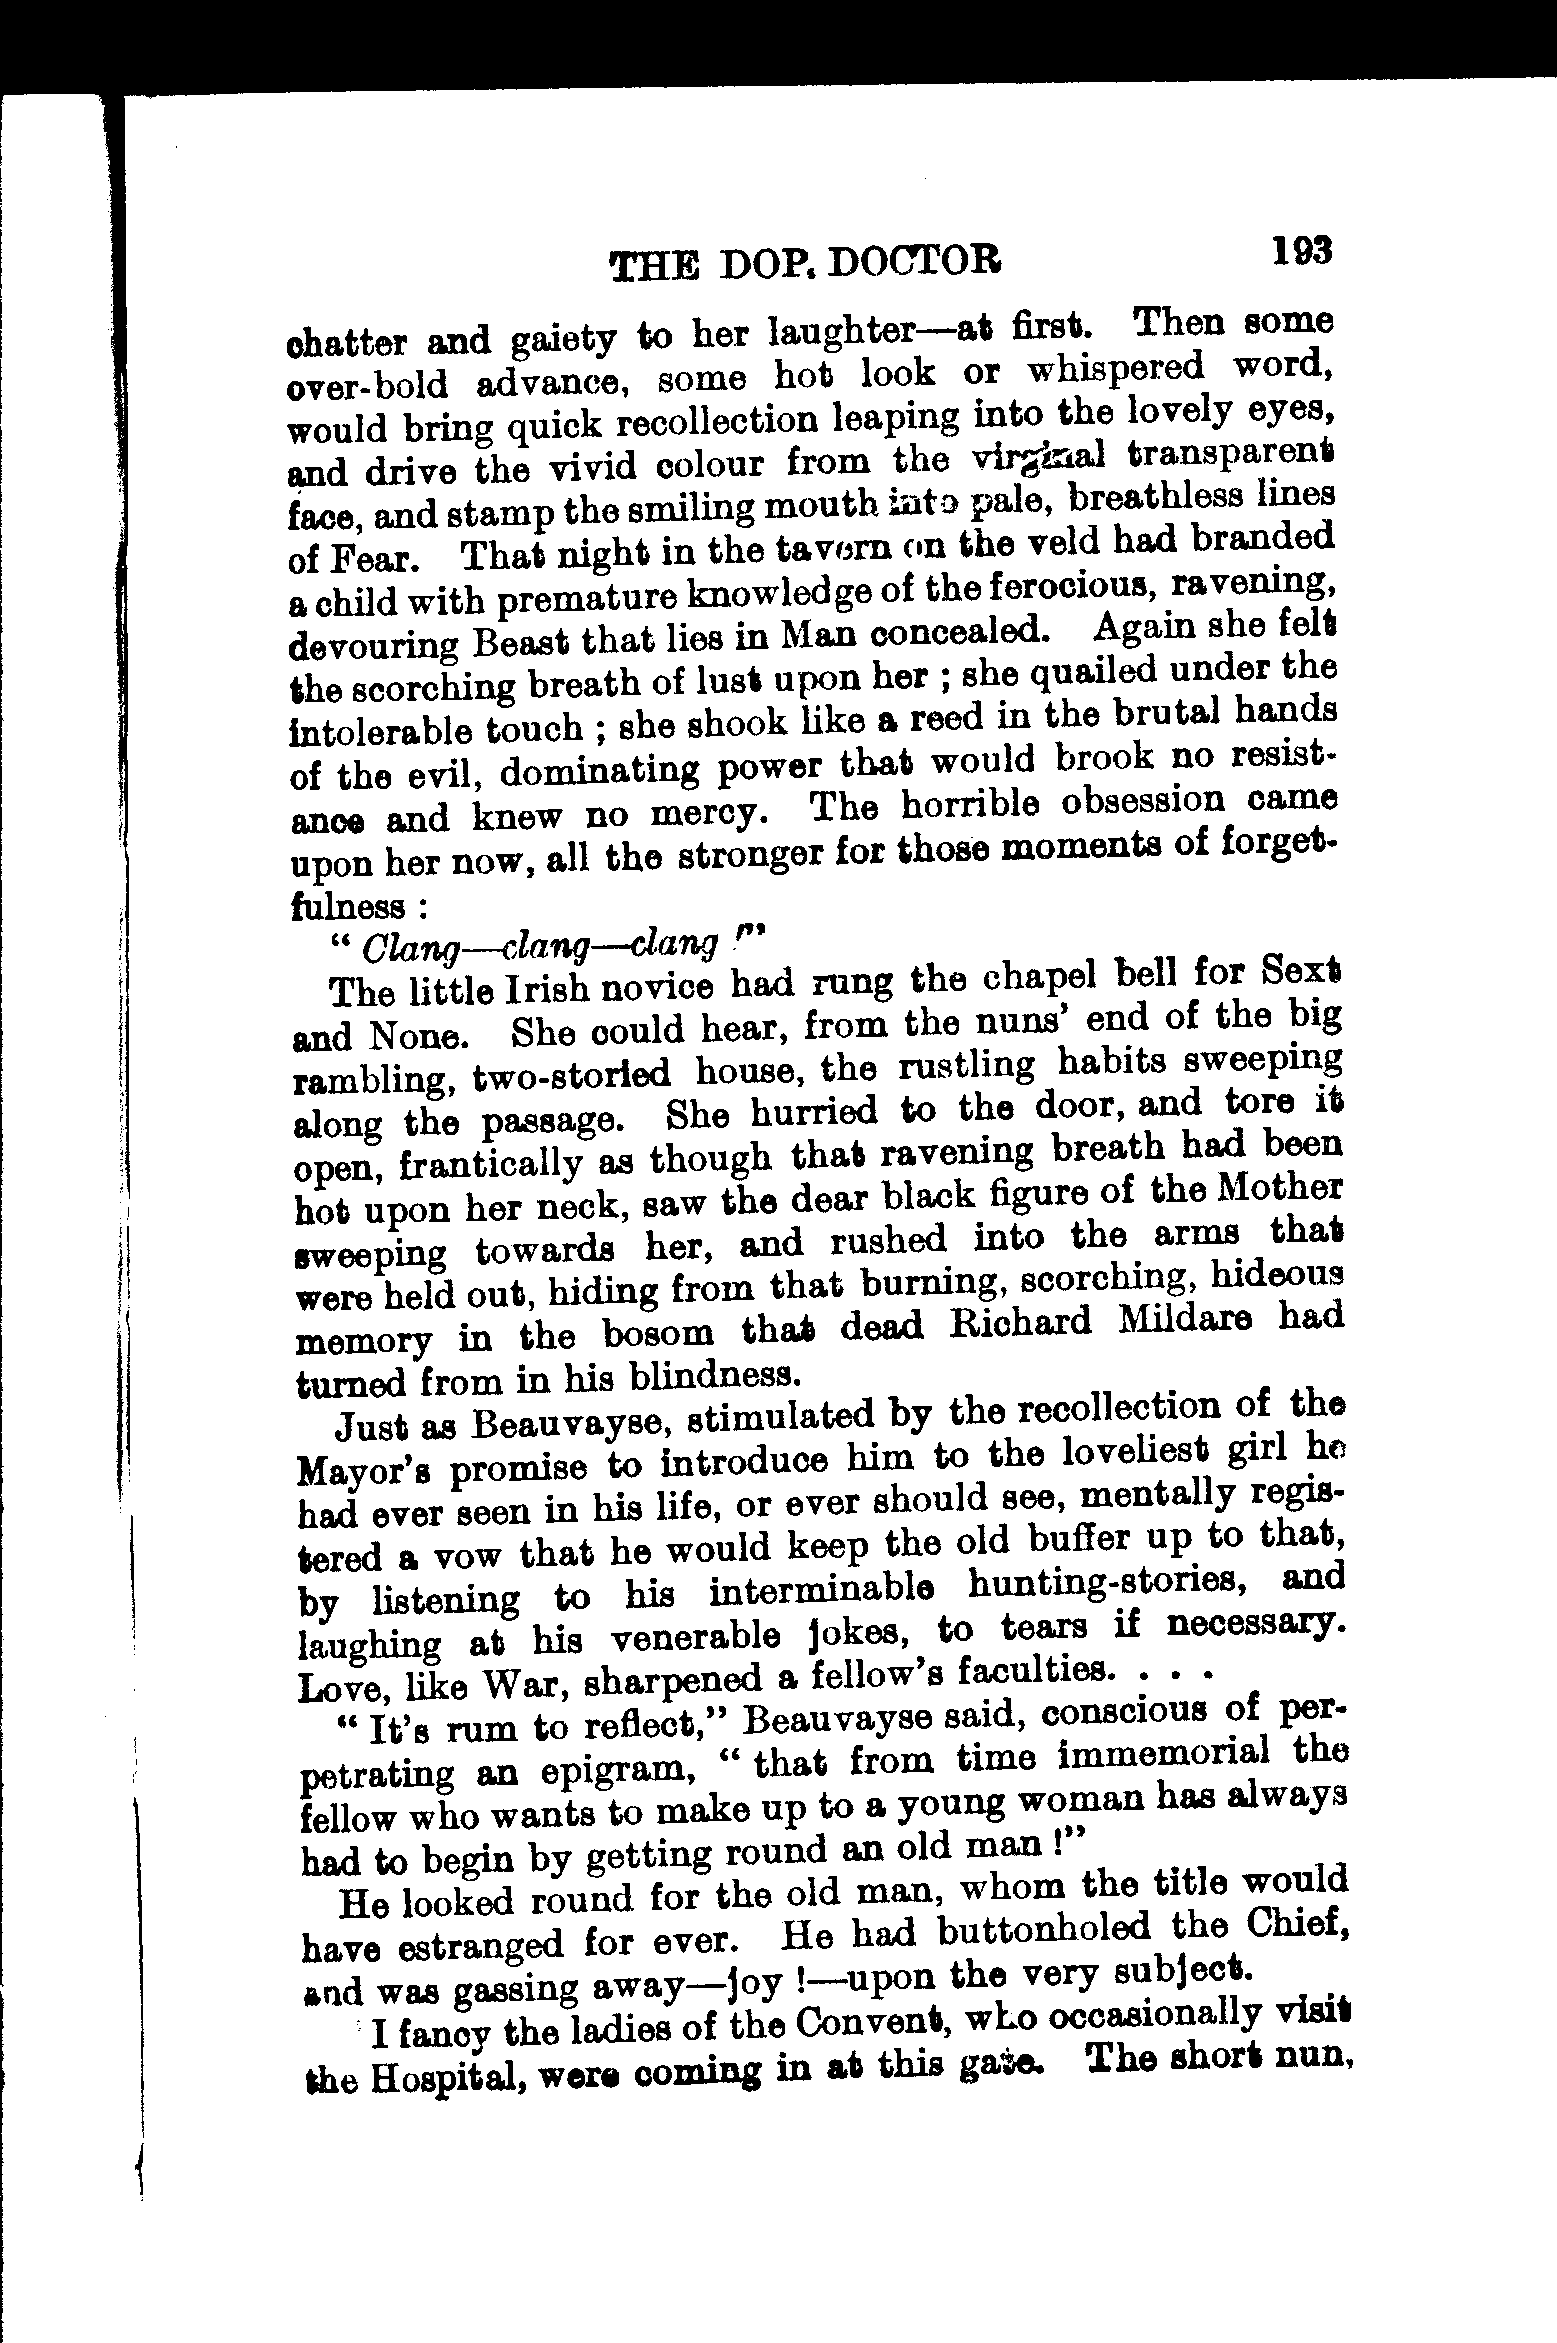 THE DOP. DOCTOR 193
chatter and gaiety to her laughter—at first. Then some
over-bold advance, some hot look or whispered word,
would bring quick recollection leaping into the lovely eyes,
and drive the vivid colour from the virginal transparent
face, and stamp the smiling mouth into pale, breathless lines
of Fear. That night in the tavern on the veld had branded
a child with premature knowledge of the ferocious, ravening,
devouring Beast that lies in Man concealed. Again she felt
the scorching breath of lust upon her ; she quailed under the
intolerable touch ; she shook like a reed in the brutal hands
of the evil, dominating power that would brook no resist-
ance and knew no mercy. The horrible obsession came
upon her now, all the stronger for those moments of forget-
fulness :
“ Clang—clang—clang !”
The little Irish novice had rung the chapel bell for Sext
and None. She could hear, from the nuns’ end of the big
rambling, two-storied house, the rustling habits sweeping
along the passage. She hurried to the door, and tore it
open, frantically as though that ravening breath had been
hot upon her neck, saw the dear black figure of the Mother
sweeping towards her, and rushed into the arms that
were held out, hiding from that burning, scorching, hideous
memory in the bosom that dead Richard Mildare had
turned from in his blindness.
Just as Beauvayse, stimulated by the recollection of the
Mayor’s promise to introduce him to the loveliest girl he
had ever seen in his life, or ever should see, mentally regis-
tered a vow that he would keep the old buffer up to that,
by listening to his interminable hunting-stories, and
laughing at his venerable jokes, to tears if necessary.
Love, like War, sharpened a fellow’s faculties. . . .
“ It’s rum to reflect,” Beauvayse said, conscious of per-
petrating an epigram, “ that from time immemorial the
fellow who wants to make up to a young woman has always
had to begin by getting round an old man !”
He looked round for the old man, whom the title would
have estranged for ever. He had buttonholed the Chief,
and was gassing away—joy !—upon the very subject.
I fancy the ladies of the Convent, who occasionally visit
the Hospital, were coming in at this gate. The short nun,